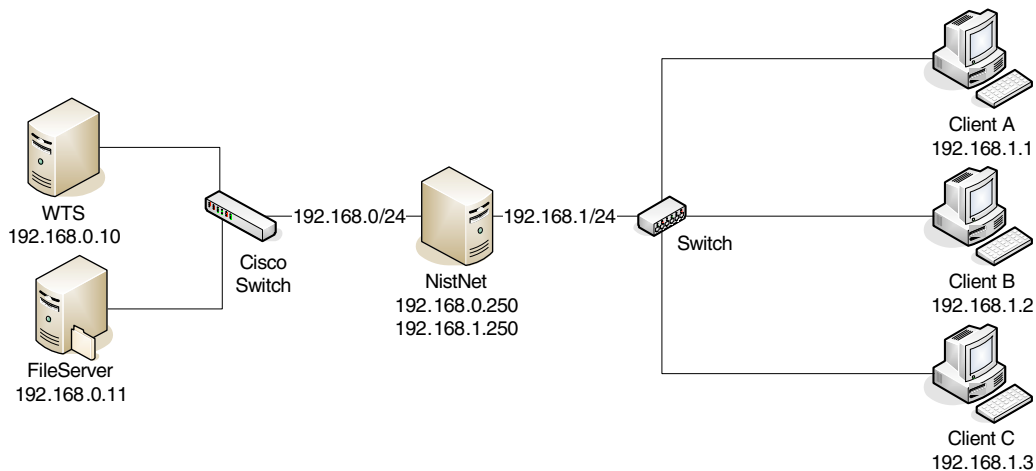 WTS
192.168.0.10
FileServer
192.168.0.11
Cisco
Switch
192.168.0/24
NistNet
192.168.0.250
192.168.1.250
192.168.1/24
Switch
Client A
192.168.1.1
Client B
192.168.1.2
Client C
192.168.1.3